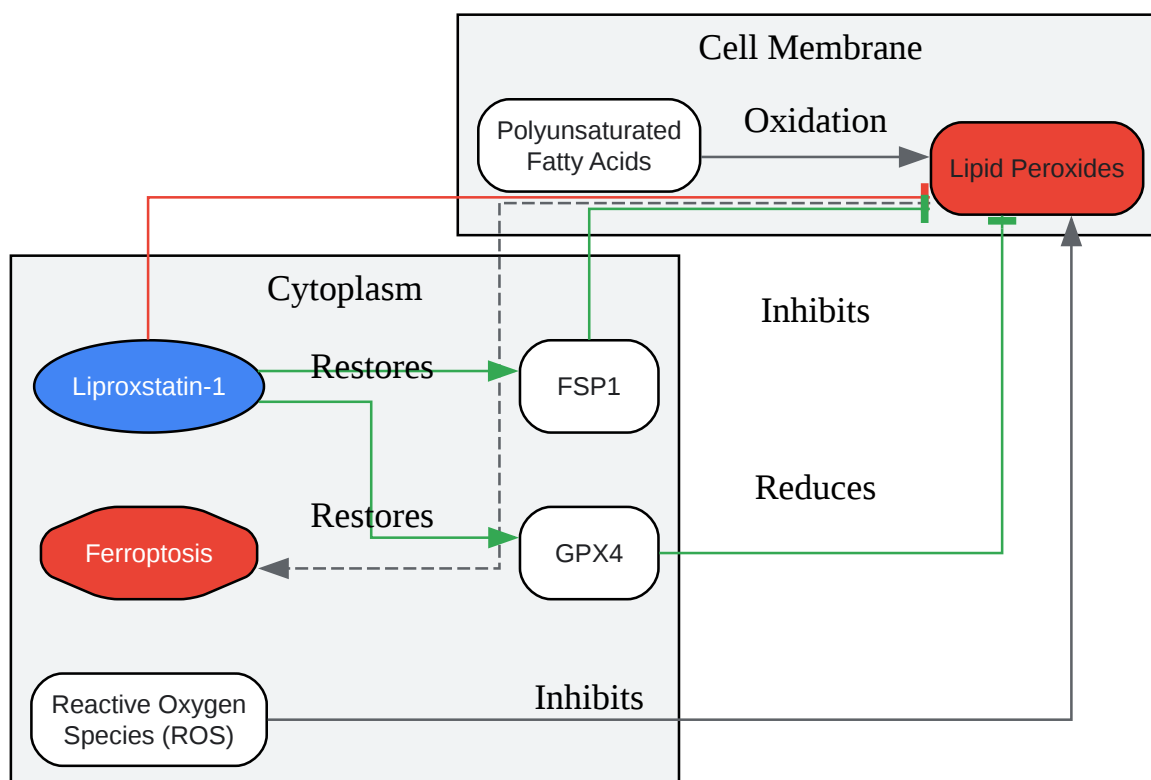 Cell Membrane
Polyunsaturated
Fatty Acids
Oxidation
Lipid Peroxides
Cytoplasm
Inhibits
Liproxstatin-1
Restores
FSP1
Reduces
Ferroptosis
Restores
GPX4
Reactive Oxygen
Species (ROS)
Inhibits